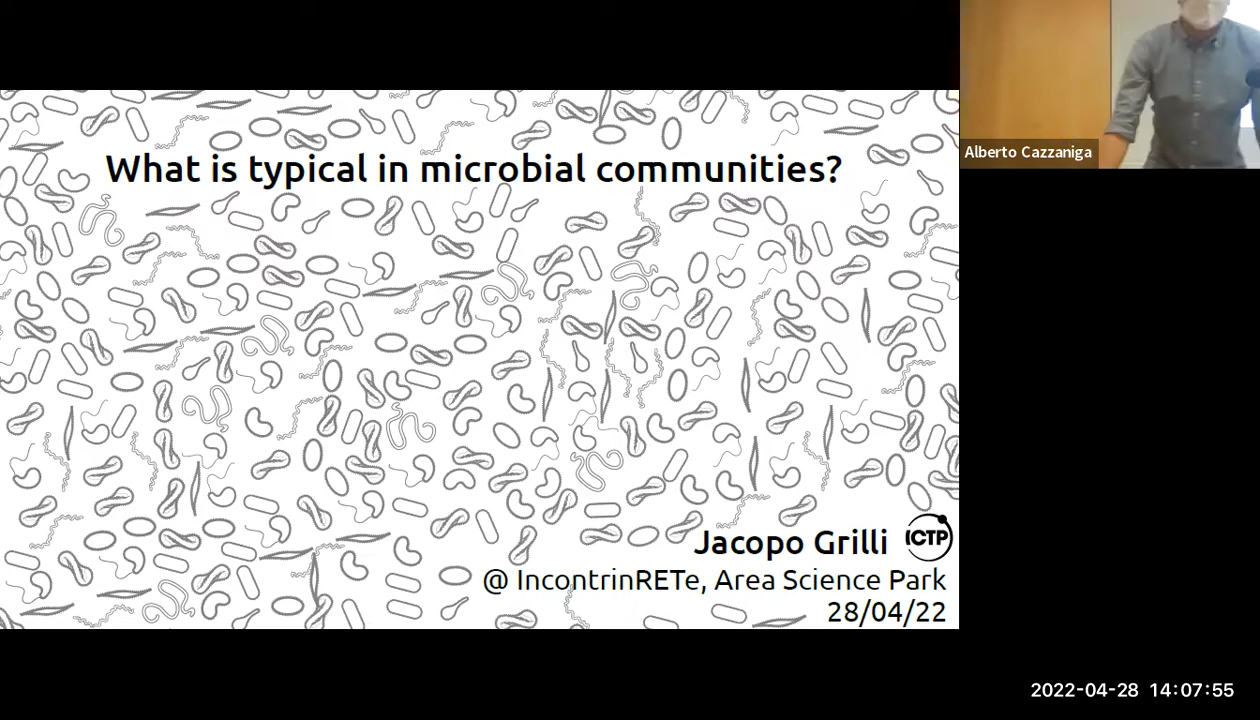 What is typical in microbial communities?
Alberto Cazzaniga
Jacopo Grilli
ICTP
@ IncontrinRETe, Area Science Park
28/04/22
2022-04-28 14:07:55